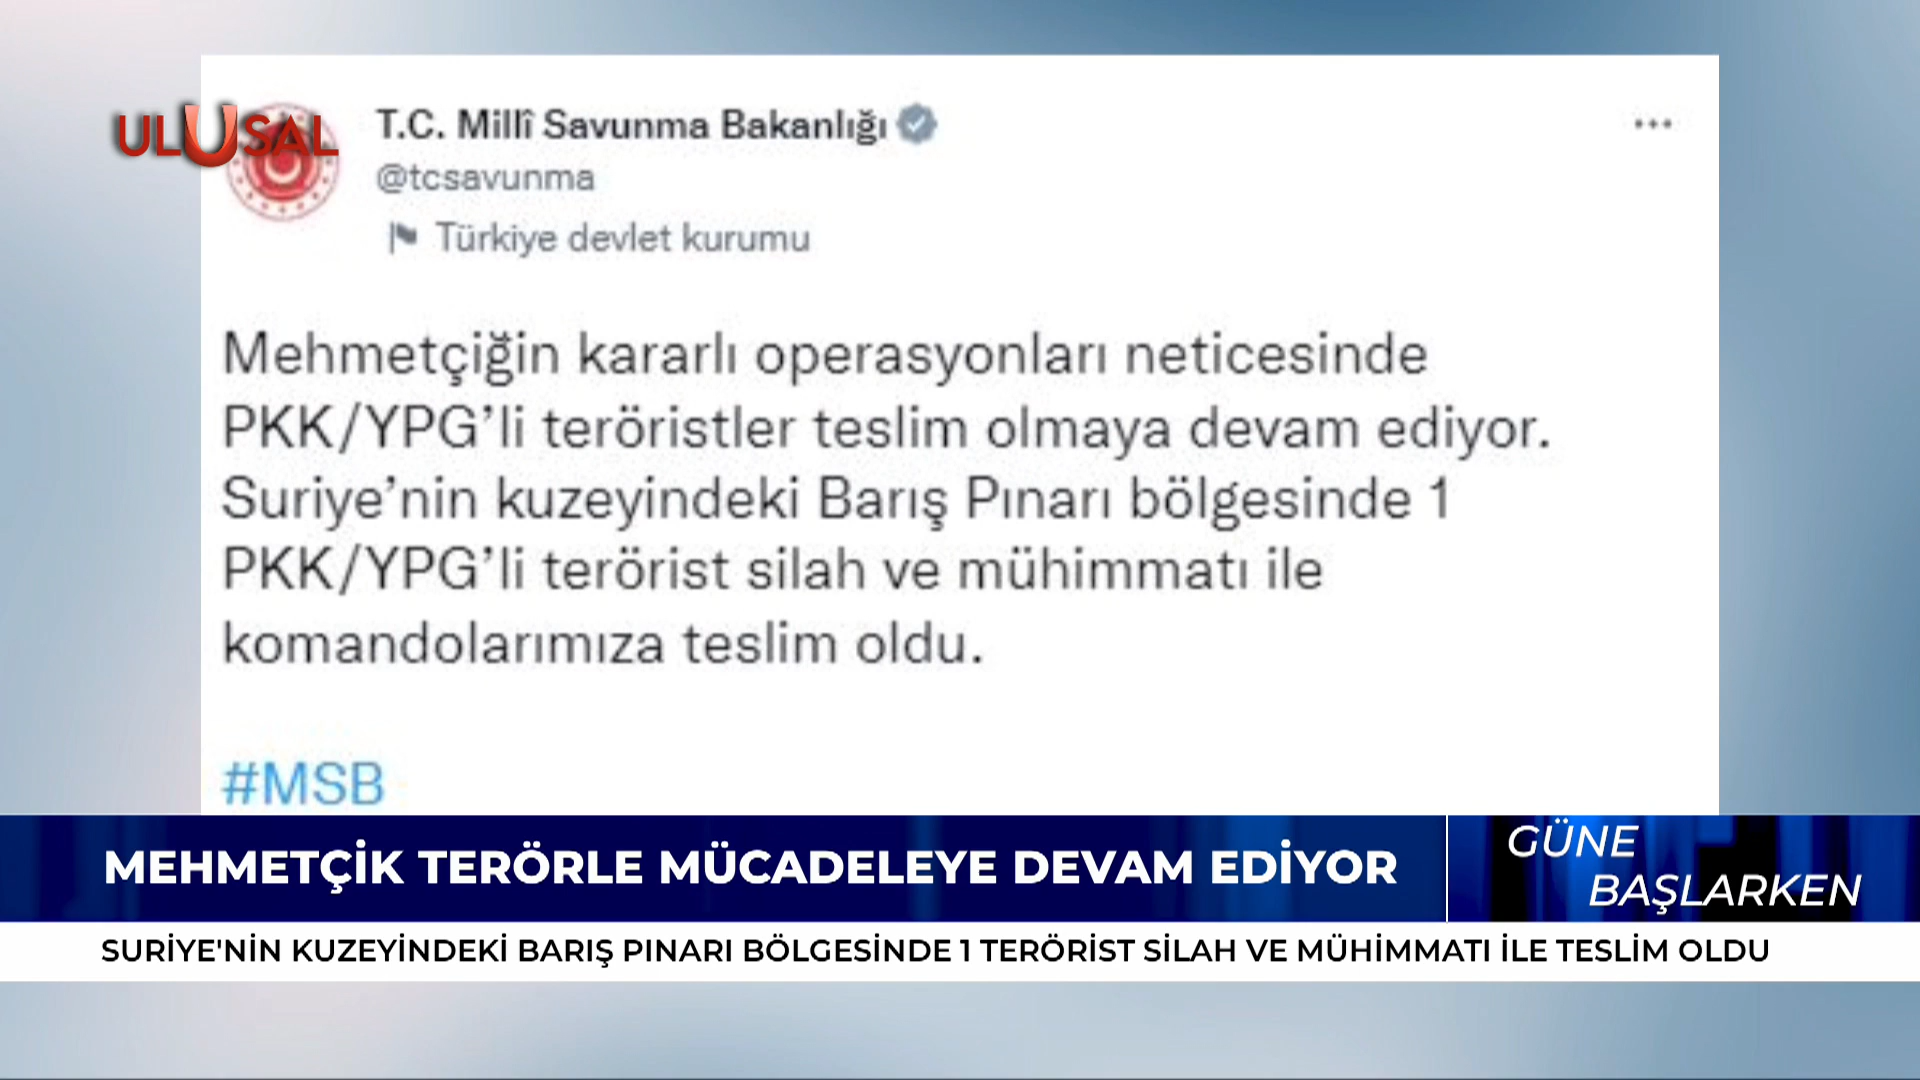 ULUSAL
T.C. Millî Savunma Bakanlığı
@tcsavunma
Türkiye devlet kurumu
Mehmetçiğin kararlı operasyonları neticesinde
PKK/YPG’li teröristler teslim olmaya devam ediyor.
Suriye’nin kuzeyindeki Barış Pınarı bölgesinde 1
PKK/YPG’li terörist silah ve mühimmatı ile
komandolarımıza teslim oldu.
#MSB
MEHMETÇİK TERÖRLE MÜCADELEYE DEVAM EDİYOR
GÜNE
BAŞLARKEN
SURİYE'NİN KUZEYİNDEKİ BARIŞ PINARI BÖLGESİNDE 1 TERÖRİST SİLAH VE MÜHİMMATI İLE TESLİM OLDU